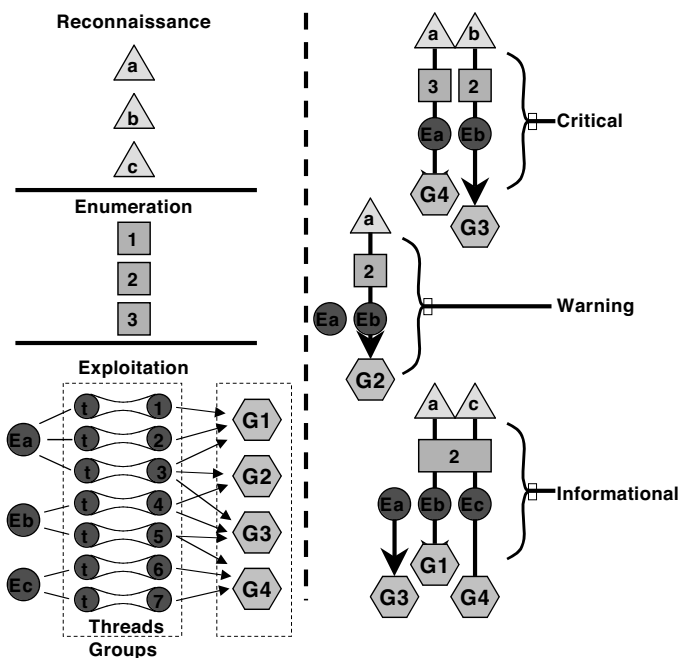 Reconnaissance
a
b
c
Enumeration
1
2
3
Exploitation
Ea
Eb
Ec
t 1
t 2
t 3
t 4
t 5
t 6
t 7
G1
G2
G3
G4
Threads
Groups
a b
3 2
Ea Eb
G4
G3
Critical
a
2
Ea Eb
G2
Warning
a c
2
Ea Eb Ec
G1
G3 G4
Informational